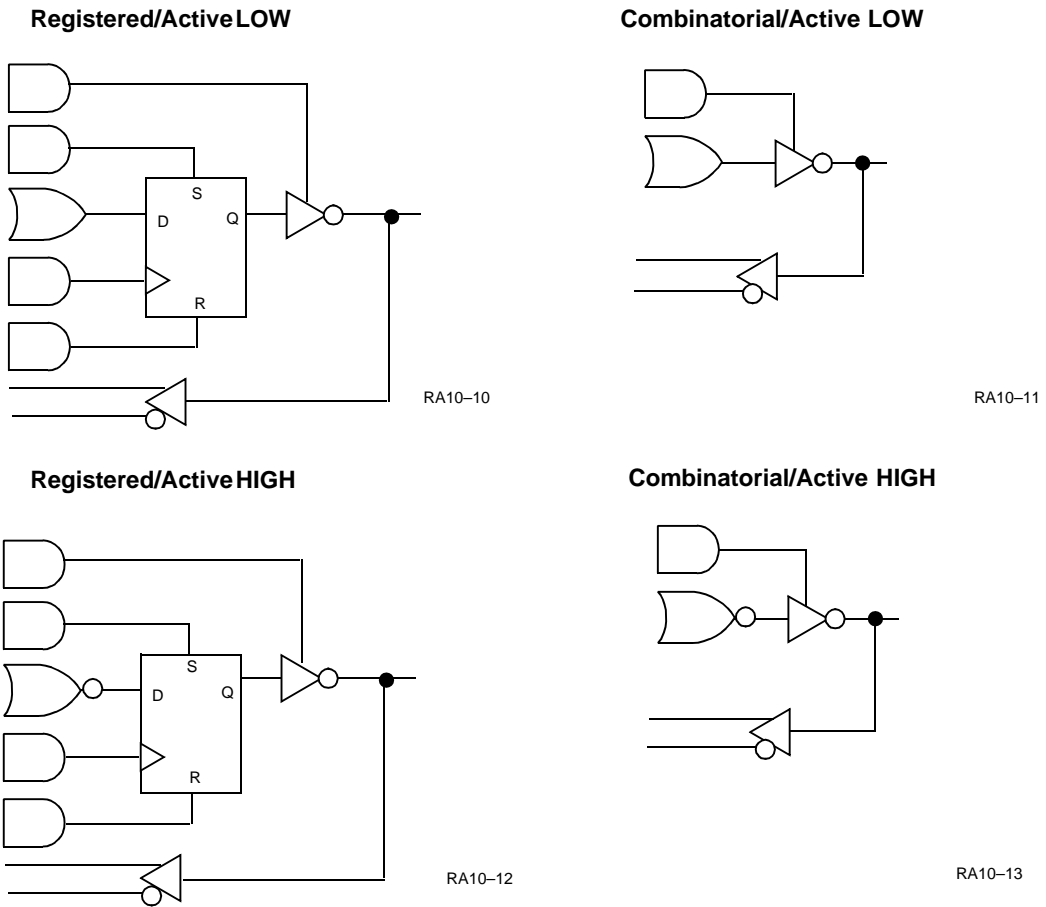 Registered/Active LOW
S
D
Q
R
RA10–10
Combinatorial/Active LOW
RA10–11
Registered/Active HIGH
S
D
Q
R
RA10–12
Combinatorial/Active HIGH
RA10–13